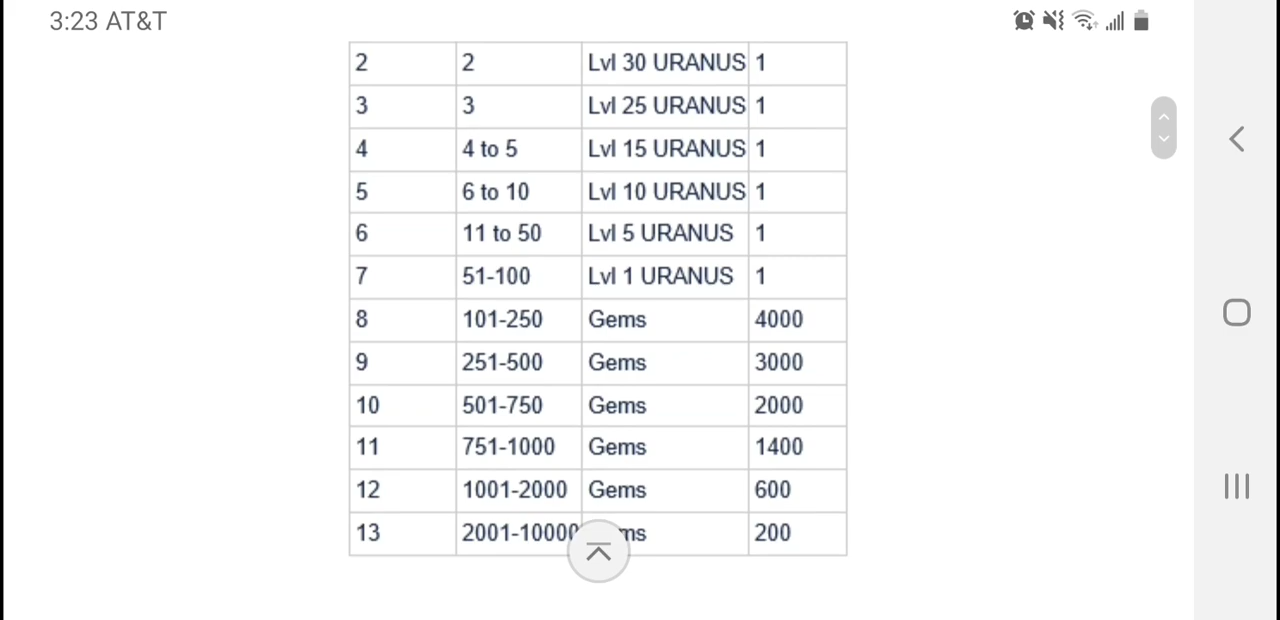 3:23 AT&T
2 2 Lvl 30 URANUS 1
3 3 Lvl 25 URANUS 1
4 4 to 5 Lvl 15 URANUS 1
5 6 to 10 Lvl 10 URANUS 1
6 11 to 50 Lvl 5 URANUS 1
7 51-100 Lvl 1 URANUS 1
8 101-250 Gems 4000
9 251-500 Gems 3000
10 501-750 Gems 2000
11 751-1000 Gems 1400
12 1001-2000 Gems 600
13 2001-10000 ms 200